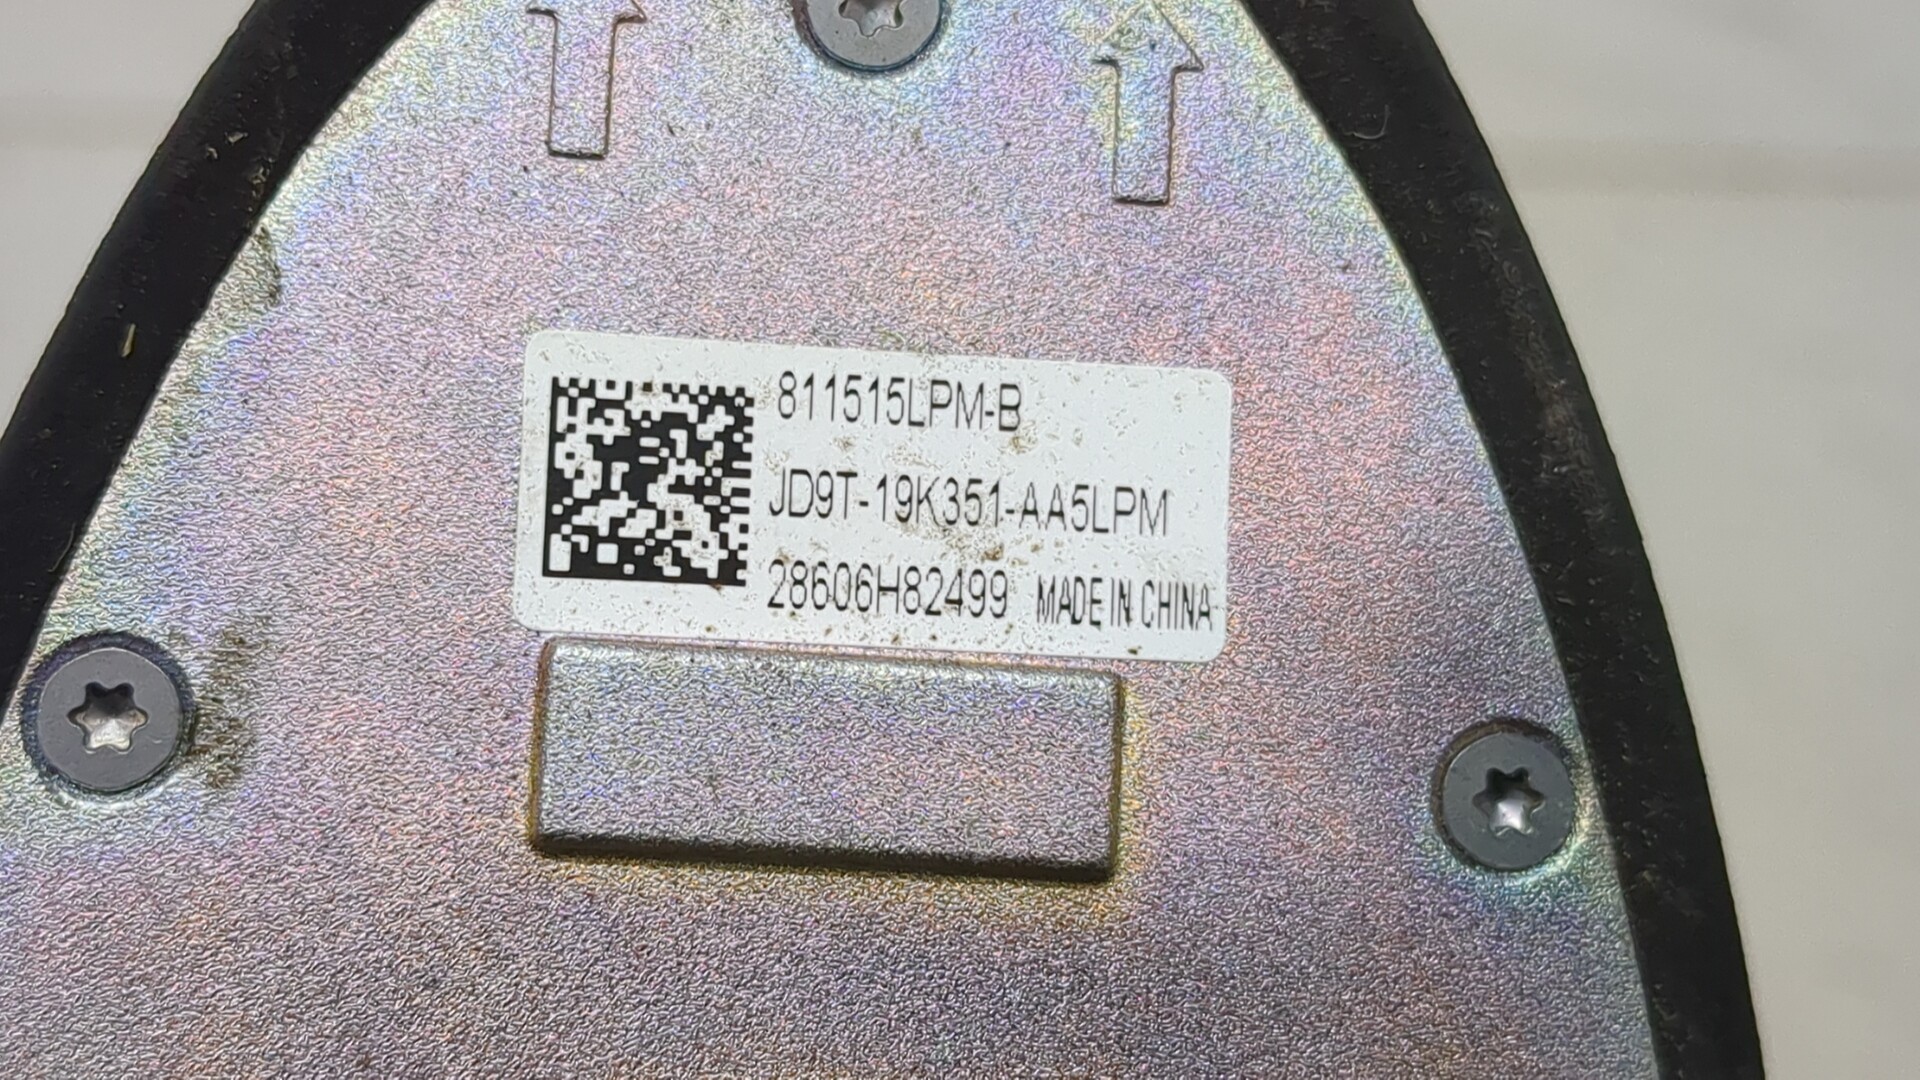 811515LPM-B
JD9T-19K351-AA5LPM
28606H82499 MADE IN CHINA